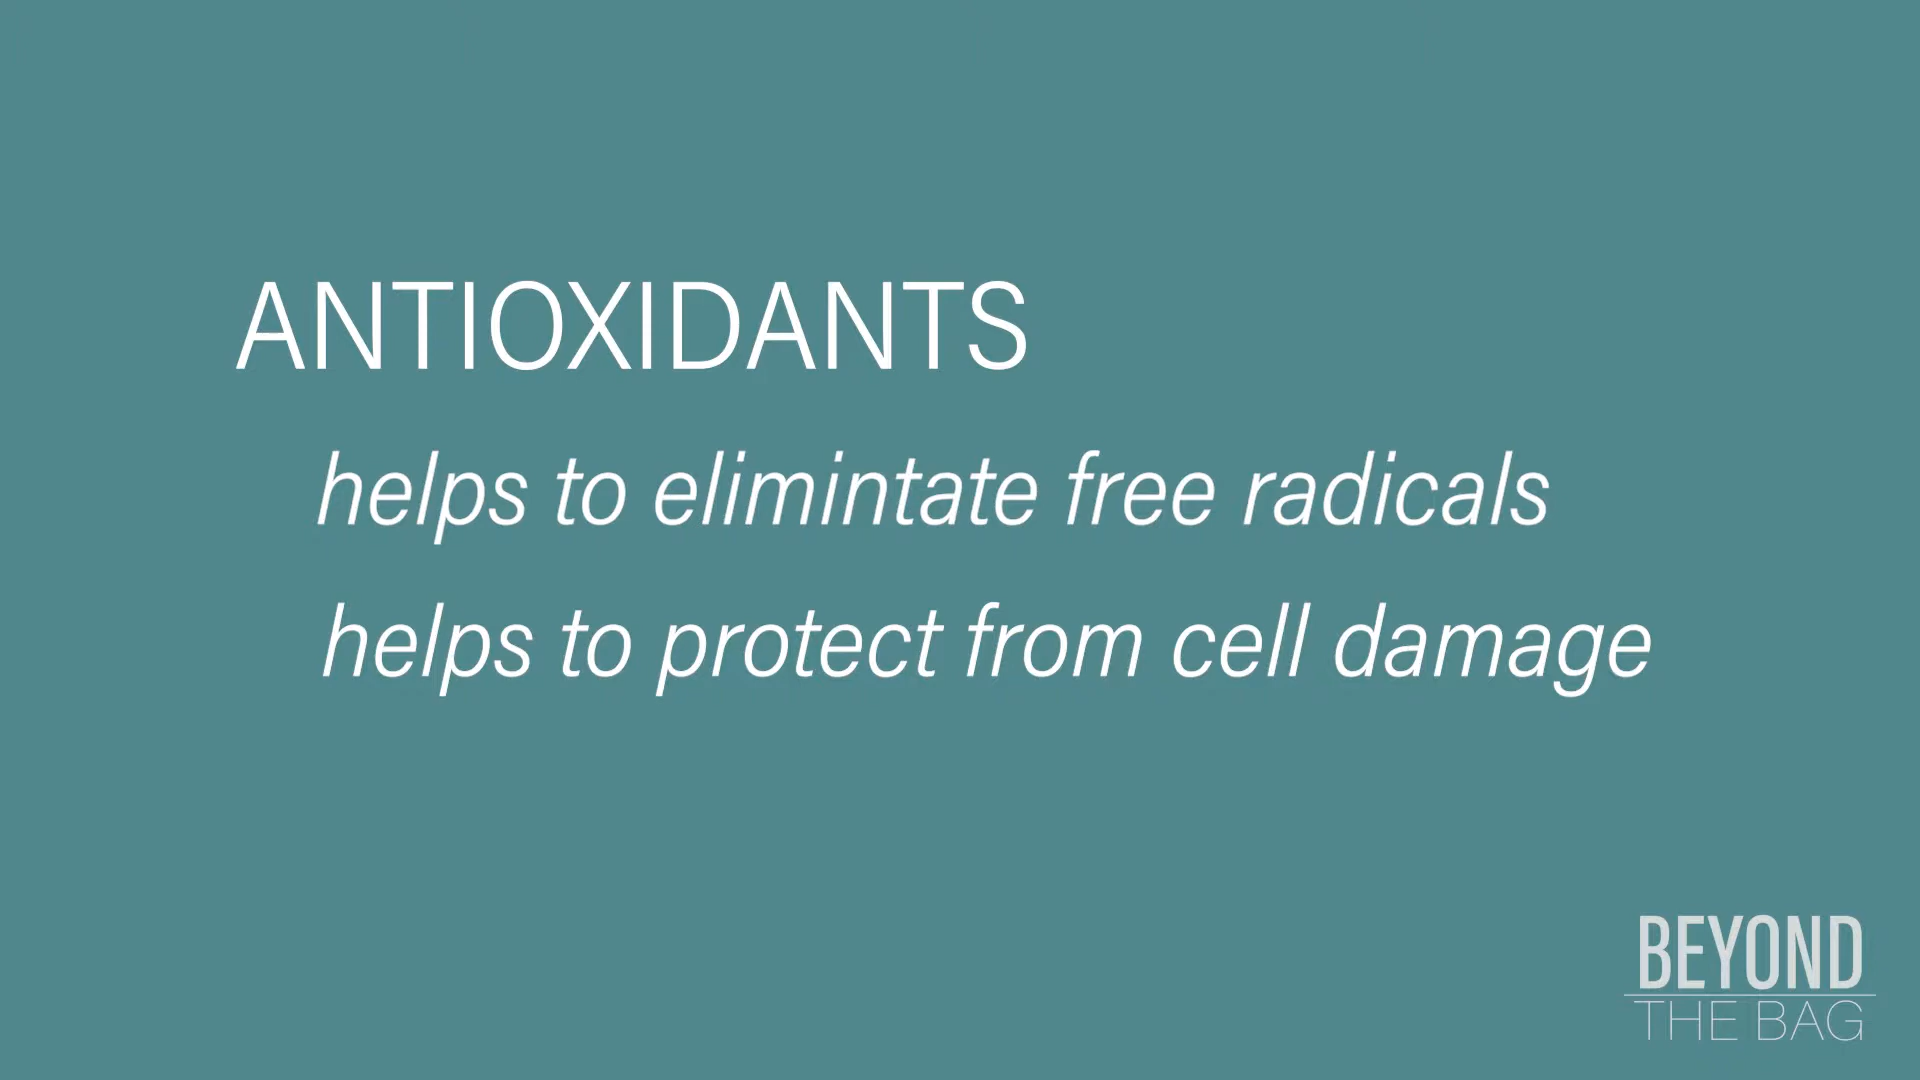 ANTIOXIDANTS
helps to elimintate free radicals
helps to protect from cell damage
BEYOND
THE BAG